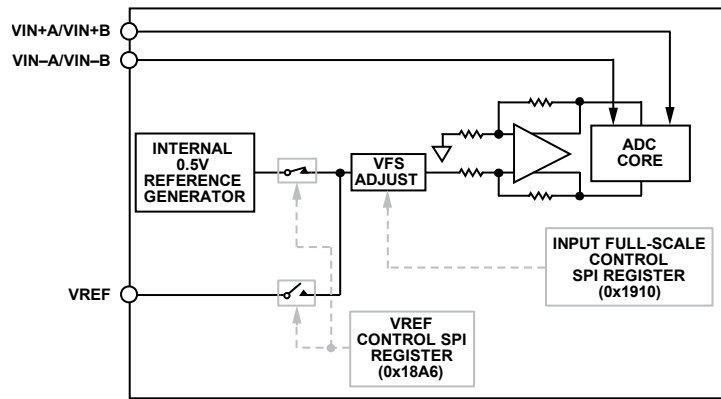 VIN+A/VIN+B
VIN–A/VIN–B
INTERNAL
0.5V
REFERENCE
GENERATOR
VFS
ADJUST
ADC
CORE
INPUT FULL-SCALE
CONTROL
SPI REGISTER
(0x1910)
VREF
VREF
CONTROL SPI
REGISTER
(0x18A6)